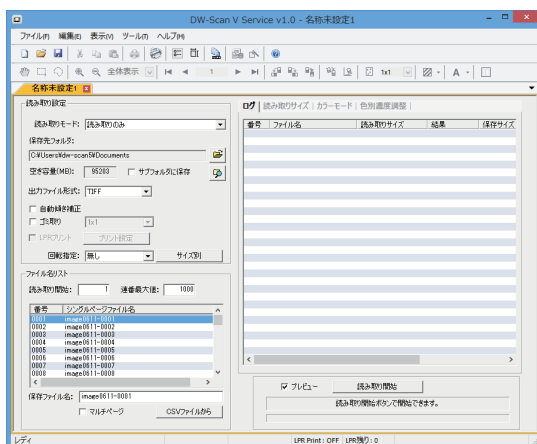 DW-Scan V Service v1.0 - 名称未設定1
ファイル(F) 編集(E) 表示(V) ツール(T) ヘルプ(H)
全体表示 1 1x1 A
名称未設定1
読み取り設定
読み取りモード: 読み取りのみ
保存先フォルダ:
C:¥Users¥dw-scan5¥Documents
空き容量(MB): 95203 サブフォルダに保存
出力ファイル形式: TIFF
自動傾き補正
ゴミ取り 1x1
LPRプリント プリント設定
回転指定: 無し サイズ別
ファイル名リスト
読み取り開始: 1 連番最大値: 1000
番号 シングルページファイル名
0001 image0611-0001
0002 image0611-0002
0003 image0611-0003
0004 image0611-0004
0005 image0611-0005
0006 image0611-0006
0007 image0611-0007
0008 image0611-0008
保存ファイル名: image0611-0001
マルチページ CSVファイルから
ログ 読み取りサイズ カラーモード 色別濃度調整
番号 ファイル名 読み取りサイズ 結果 保存サイズ
プレビュー 読み取り開始
読み取り開始ボタンで開始できます。
レディ LPR Print : OFF LPR残り : 0